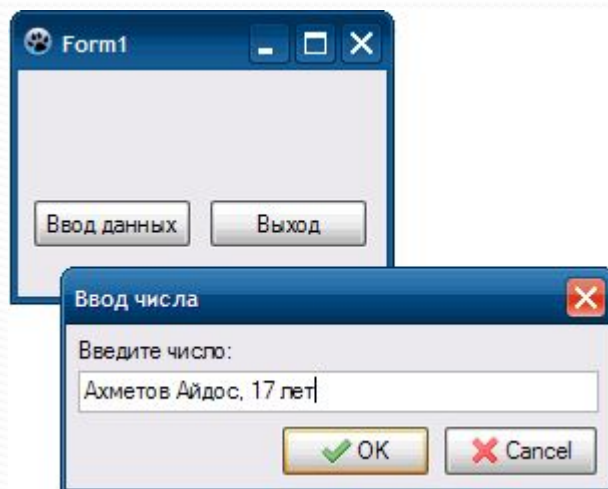 Form1
Ввод данных
Выход
Ввод числа
Введите число:
Ахметов Айдос, 17 лет
OK
Cancel